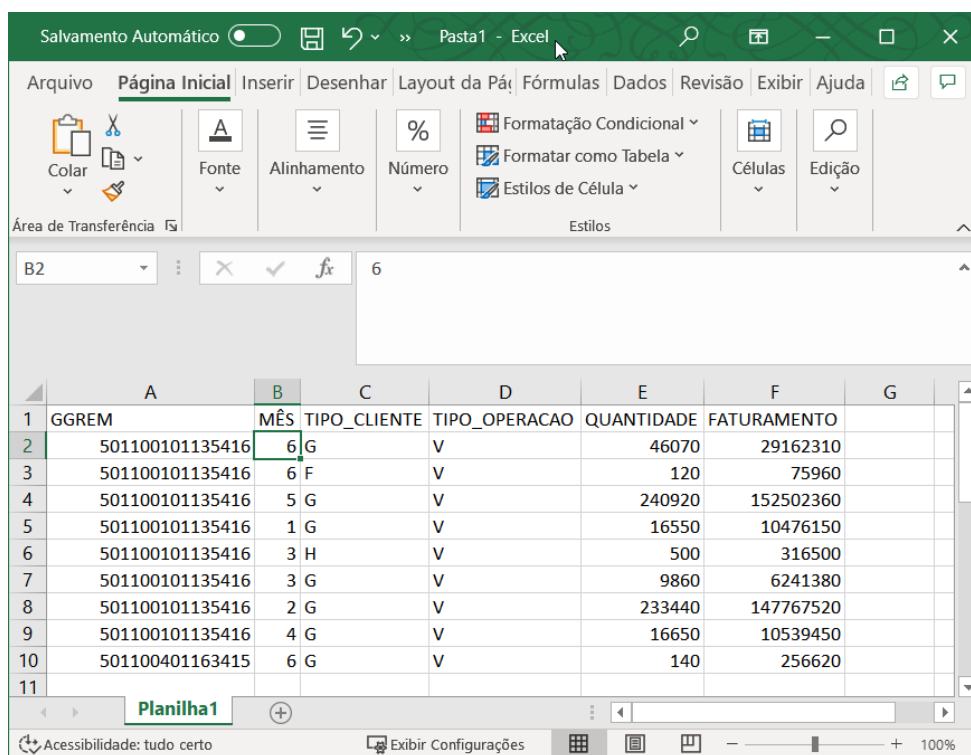 Salvamento Automático Pasta1 - Excel
Arquivo Página Inicial Inserir Desenhar Layout da Pá Fórmulas Dados Revisão Exibir Ajuda
Colar
Fonte
Alinhamento
%
Número
Formatação Condicional
Formatar como Tabela
Estilos de Célula
Células
Edição
Área de Transferência
Estilos
B2 fx 6
A B C D E F G
1 GGREM MÊS TIPO_CLIENTE TIPO_OPERACAO QUANTIDADE FATURAMENTO
2 501100101135416 6 G V 46070 29162310
3 501100101135416 6 F V 120 75960
4 501100101135416 5 G V 240920 152502360
5 501100101135416 1 G V 16550 10476150
6 501100101135416 3 H V 500 316500
7 501100101135416 3 G V 9860 6241380
8 501100101135416 2 G V 233440 147767520
9 501100101135416 4 G V 16650 10539450
10 501100401163415 6 G V 140 256620
11
Planilha1
Acessibilidade: tudo certo Exibir Configurações 100%